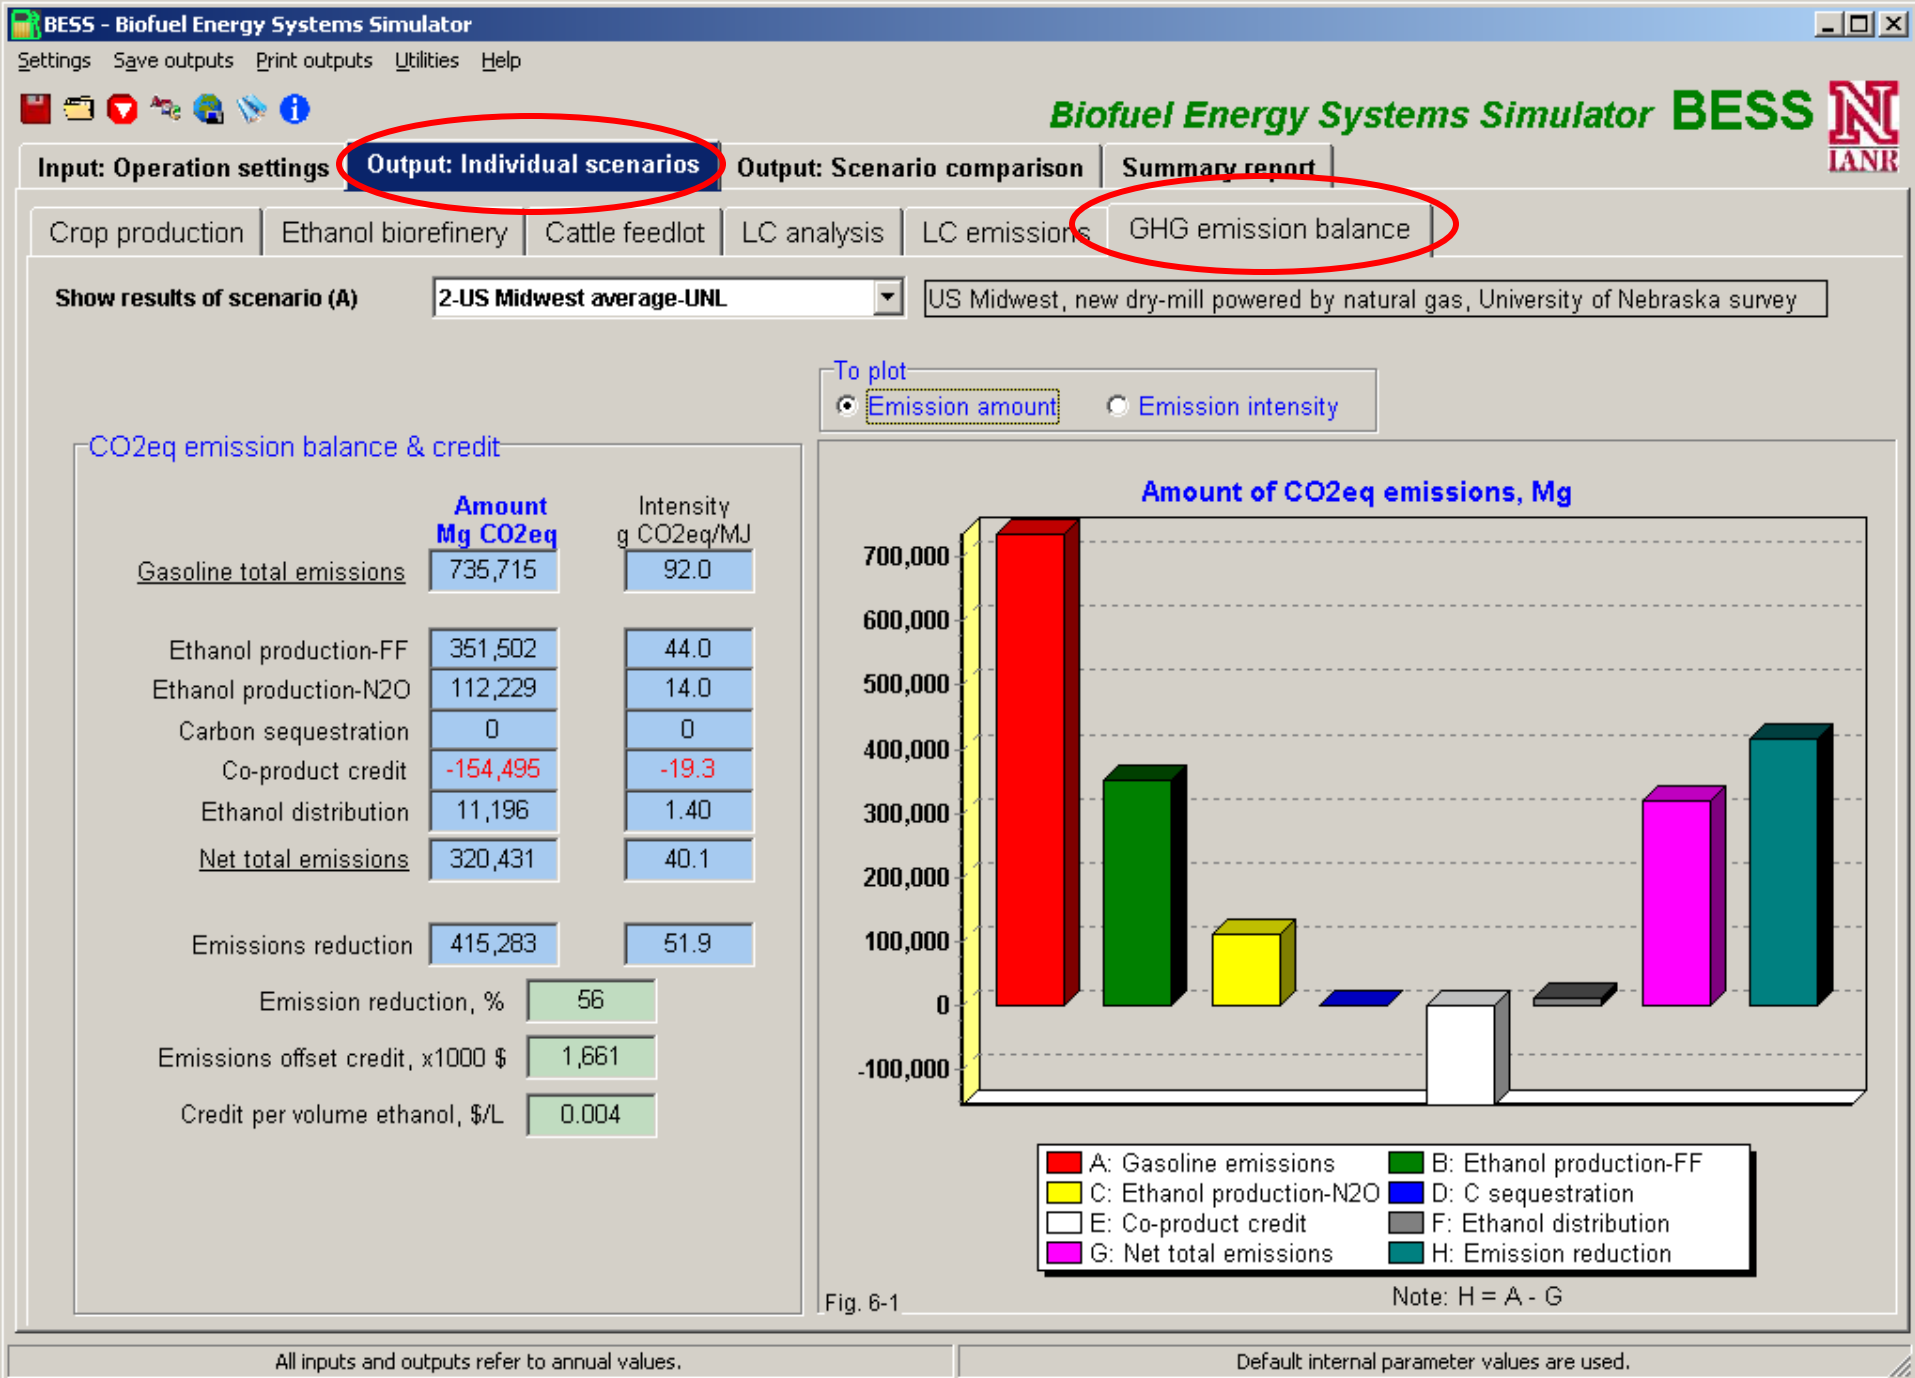 BESS - Biofuel Energy Systems Simulator
Settings Save outputs Print outputs Utilities Help
Biofuel Energy Systems Simulator BESS
N
IANR
Input: Operation settings Output: Individual scenarios Output: Scenario comparison Summary report
Crop production Ethanol biorefinery Cattle feedlot LC analysis LC emissions GHG emission balance
Show results of scenario (A) 2-US Midwest average-UNL US Midwest, new dry-mill powered by natural gas, University of Nebraska survey
To plot
Emission amount Emission intensity
CO2eq emission balance & credit
Amount Intensity
Mg CO2eq g CO2eq/MJ
Gasoline total emissions 735,715 92.0
Ethanol production-FF 351,502 44.0
Ethanol production-N2O 112,229 14.0
Carbon sequestration 0 0
Co-product credit -154,495 -19.3
Ethanol distribution 11,196 1.40
Net total emissions 320,431 40.1
Emissions reduction 415,283 51.9
Emission reduction, % 56
Emissions offset credit, x1000 $ 1,661
Credit per volume ethanol, $/L 0.004
Amount of CO2eq emissions, Mg
700,000
600,000
500,000
400,000
300,000
200,000
100,000
0
-100,000
A: Gasoline emissions B: Ethanol production-FF
C: Ethanol production-N2O D: C sequestration
E: Co-product credit F: Ethanol distribution
G: Net total emissions H: Emission reduction
Fig. 6-1 Note: H = A - G
All inputs and outputs refer to annual values. Default internal parameter values are used.